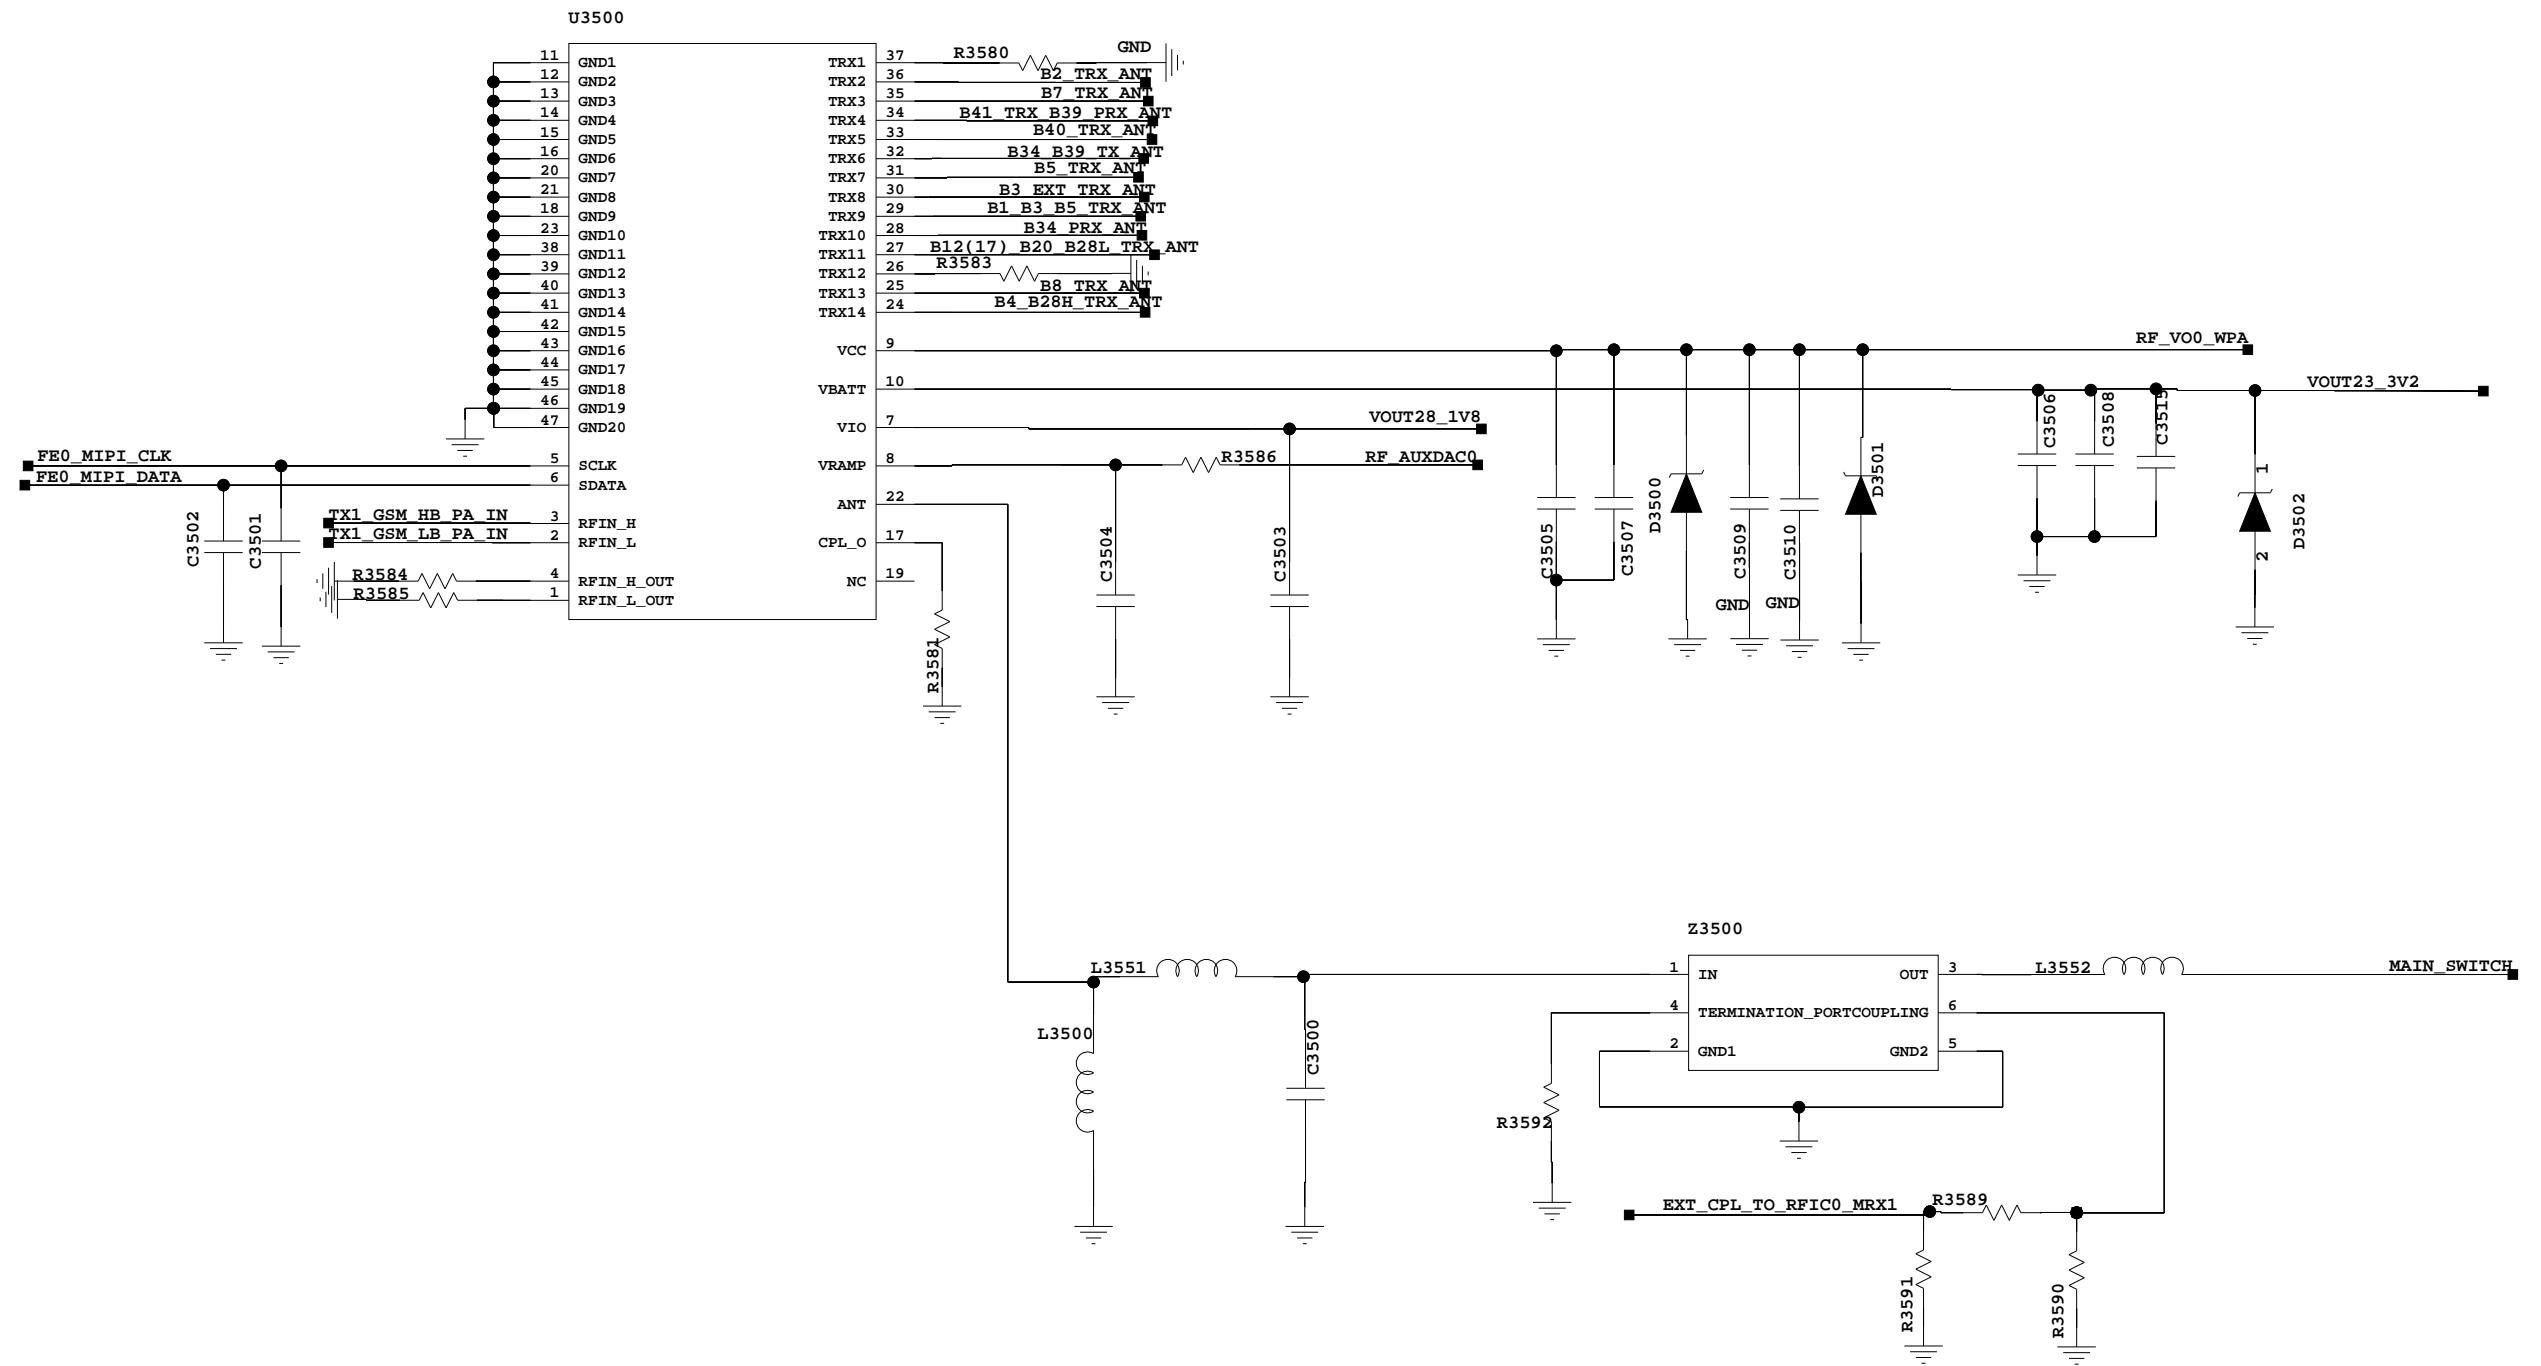 U3500
11 GND1 TRX1 37 R3580 GND
12 GND2 TRX2 36 B2_TRX_ANT
13 GND3 TRX3 35 B7_TRX_ANT
14 GND4 TRX4 34 B41_TRX_B39_PRX_ANT
15 GND5 TRX5 33 B40_TRX_ANT
16 GND6 TRX6 32 B34_B39_TX_ANT
20 GND7 TRX7 31 B5_TRX_ANT
21 GND8 TRX8 30 B3_EXT_TRX_ANT
18 GND9 TRX9 29 B1_B3_B5_TRX_ANT
23 GND10 TRX10 28 B34_PRX_ANT
38 GND11 TRX11 27 B12(17)_B20_B28L_TRX_ANT
39 GND12 TRX12 26 R3583
40 GND13 TRX13 25 B8_TRX_ANT
41 GND14 TRX14 24 B4_B28H_TRX_ANT
42 GND15
43 GND16 VCC 9 RF_VO0_WPA
44 GND17
45 GND18 VBATT 10 VOUT23_3V2
46 GND19
47 GND20 VIO 7 VOUT28_1V8
FE0_MIPI_CLK 5 SCLK VRAMP 8 R3586 RF_AUXDAC0
FE0_MIPI_DATA 6 SDATA
ANT 22
TX1_GSM_HB_PA_IN 3 RFIN_H
TX1_GSM_LB_PA_IN 2 RFIN_L CPL_O 17
R3584 4 RFIN_H_OUT NC 19
R3585 1 RFIN_L_OUT
C3502
C3501
R3581
C3504
C3503
C3505
C3507
D3500
C3509
GND
C3510
GND
D3501
C3506
C3508
C3515
1
2
D3502
Z3500
L3551 1 IN OUT 3 L3552 MAIN_SWITCH
4 TERMINATION_PORTCOUPLING 6
2 GND1 GND2 5
L3500
C3500
R3592
EXT_CPL_TO_RFIC0_MRX1 R3589
R3591
R3590